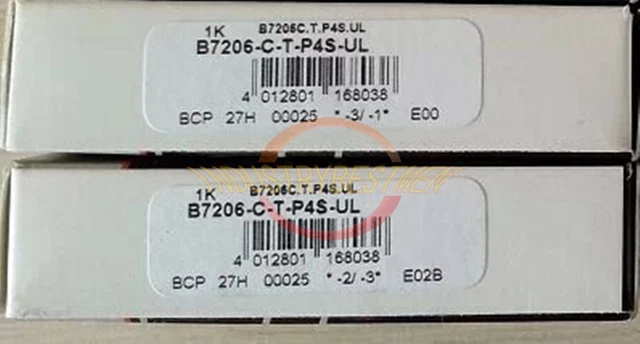 1K B7206C.T.P4S.UL
B7206-C-T-P4S-UL
4 012801 168038
BCP 27H 00025 *-3/-1* E00
INDUSTRYBESTMEN
1K B7206C.T.P4S.UL
B7206-C-T-P4S-UL
4 012801 168038
BCP 27H 00025 *-2/-3* E02B